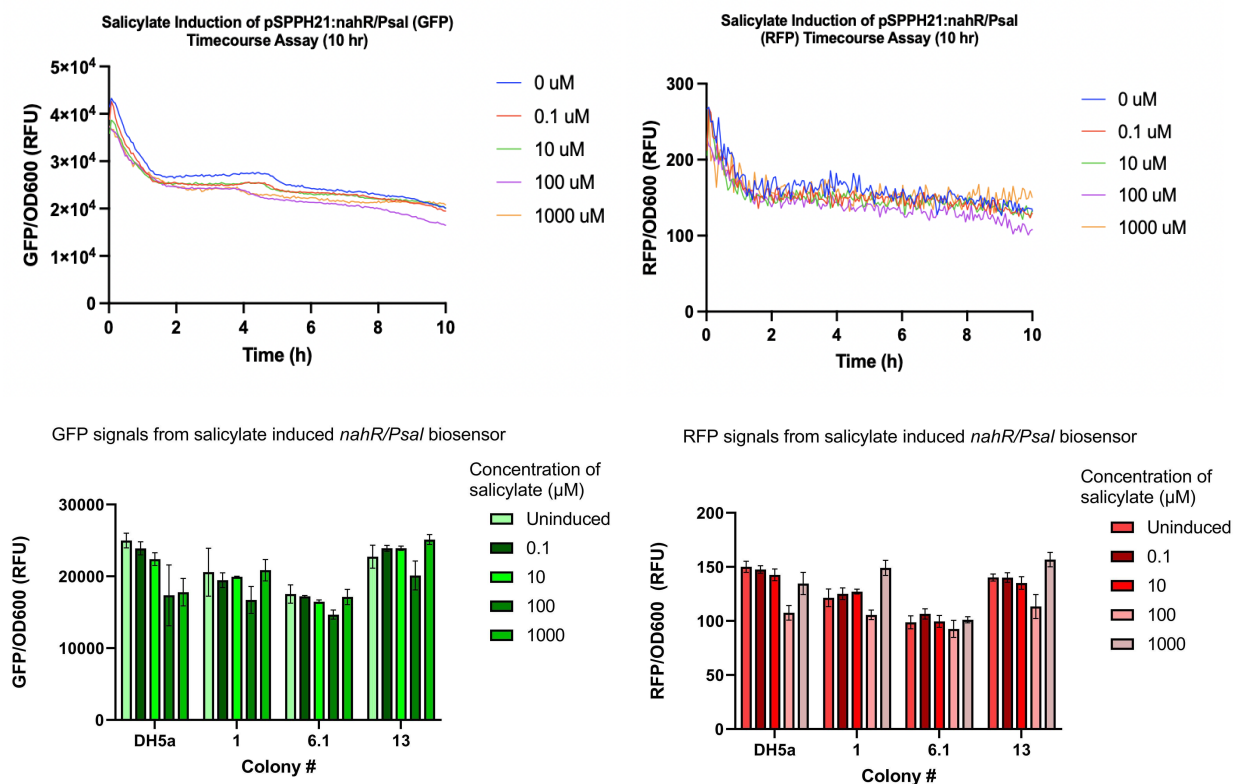 Salicylate Induction of pSPPH21:nahR/Psal (GFP)
Timecourse Assay (10 hr)
5×10⁴
4×10⁴
3×10⁴
2×10⁴
1×10⁴
0
GFP/OD600 (RFU)
0 2 4 6 8 10
Time (h)
0 uM
0.1 uM
10 uM
100 uM
1000 uM
Salicylate Induction of pSPPH21:nahR/Psal
(RFP) Timecourse Assay (10 hr)
300
200
100
0
RFP/OD600 (RFU)
0 2 4 6 8 10
Time (h)
0 uM
0.1 uM
10 uM
100 uM
1000 uM
GFP signals from salicylate induced nahR/Psal biosensor
30000
20000
10000
0
GFP/OD600 (RFU)
DH5a 1 6.1 13
Colony #
Concentration of
salicylate (µM)
Uninduced
0.1
10
100
1000
RFP signals from salicylate induced nahR/Psal biosensor
200
150
100
50
0
RFP/OD600 (RFU)
DH5a 1 6.1 13
Colony #
Concentration of
salicylate (µM)
Uninduced
0.1
10
100
1000